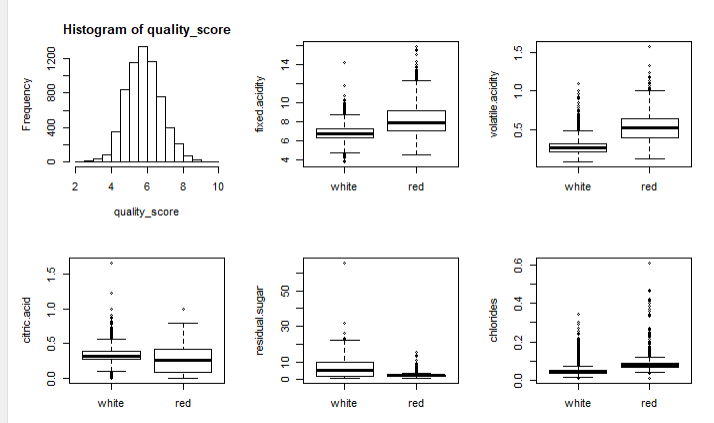 Histogram of quality_score
Frequency
0 400 800 1200
2 4 6 8 10
quality_score
fixed.acidity
4 6 8 10 14
white red
volatile.acidity
0.5 1.0 1.5
white red
citric.acid
0.0 0.5 1.0 1.5
white red
residual.sugar
0 10 30 50
white red
chlorides
0.0 0.2 0.4 0.6
white red